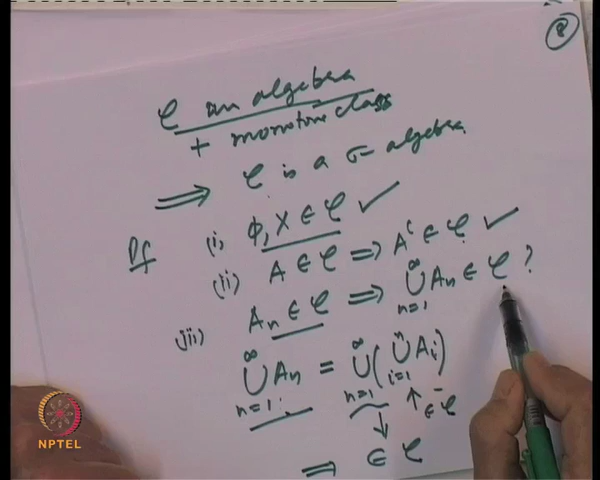 8
𝒞 an algebra
+ monotone class
⟹ 𝒞 is a σ-algebra
Pf (i) φ, X ∈ 𝒞 ✓
(ii) A ∈ 𝒞 ⟹ Aᶜ ∈ 𝒞 ✓
(iii) Aₙ ∈ 𝒞 ⟹ ⋃_{n=1}^{∞} Aₙ ∈ 𝒞 ?
⋃_{n=1}^{∞} Aₙ = ⋃_{n=1}^{∞} (⋃_{i=1}^{n} Aᵢ)
↓ ↑ ∈ 𝒞
⟹ ∈ 𝒞
NPTEL